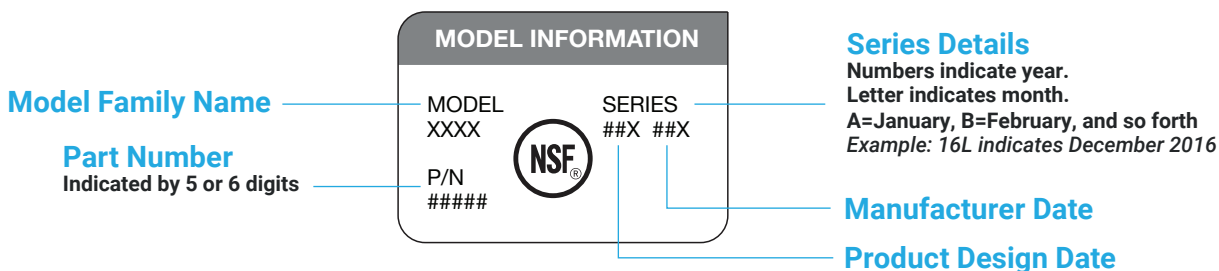 MODEL INFORMATION
Model Family Name
MODEL
XXXX
SERIES
##X ##X
Series Details
Numbers indicate year.
Letter indicates month.
A=January, B=February, and so forth
Example: 16L indicates December 2016
Part Number
Indicated by 5 or 6 digits
P/N
#####
NSF®
Manufacturer Date
Product Design Date